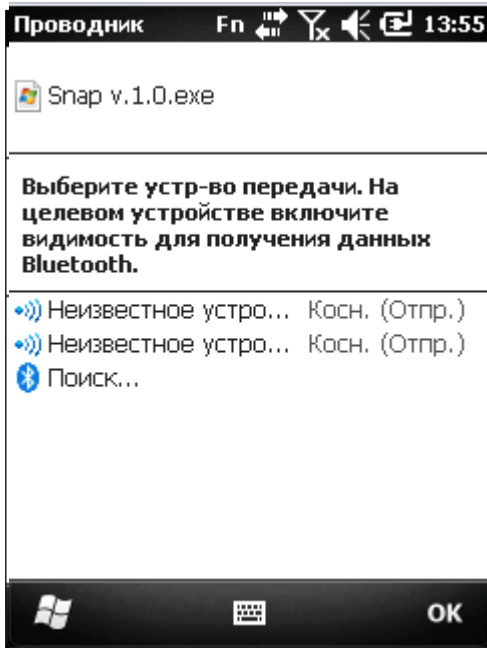 Проводник Fn 13:55
Snap v.1.0.exe
Выберите устр-во передачи. На
целевом устройстве включите
видимость для получения данных
Bluetooth.
Неизвестное устро... Косн. (Отпр.)
Неизвестное устро... Косн. (Отпр.)
Поиск...
OK